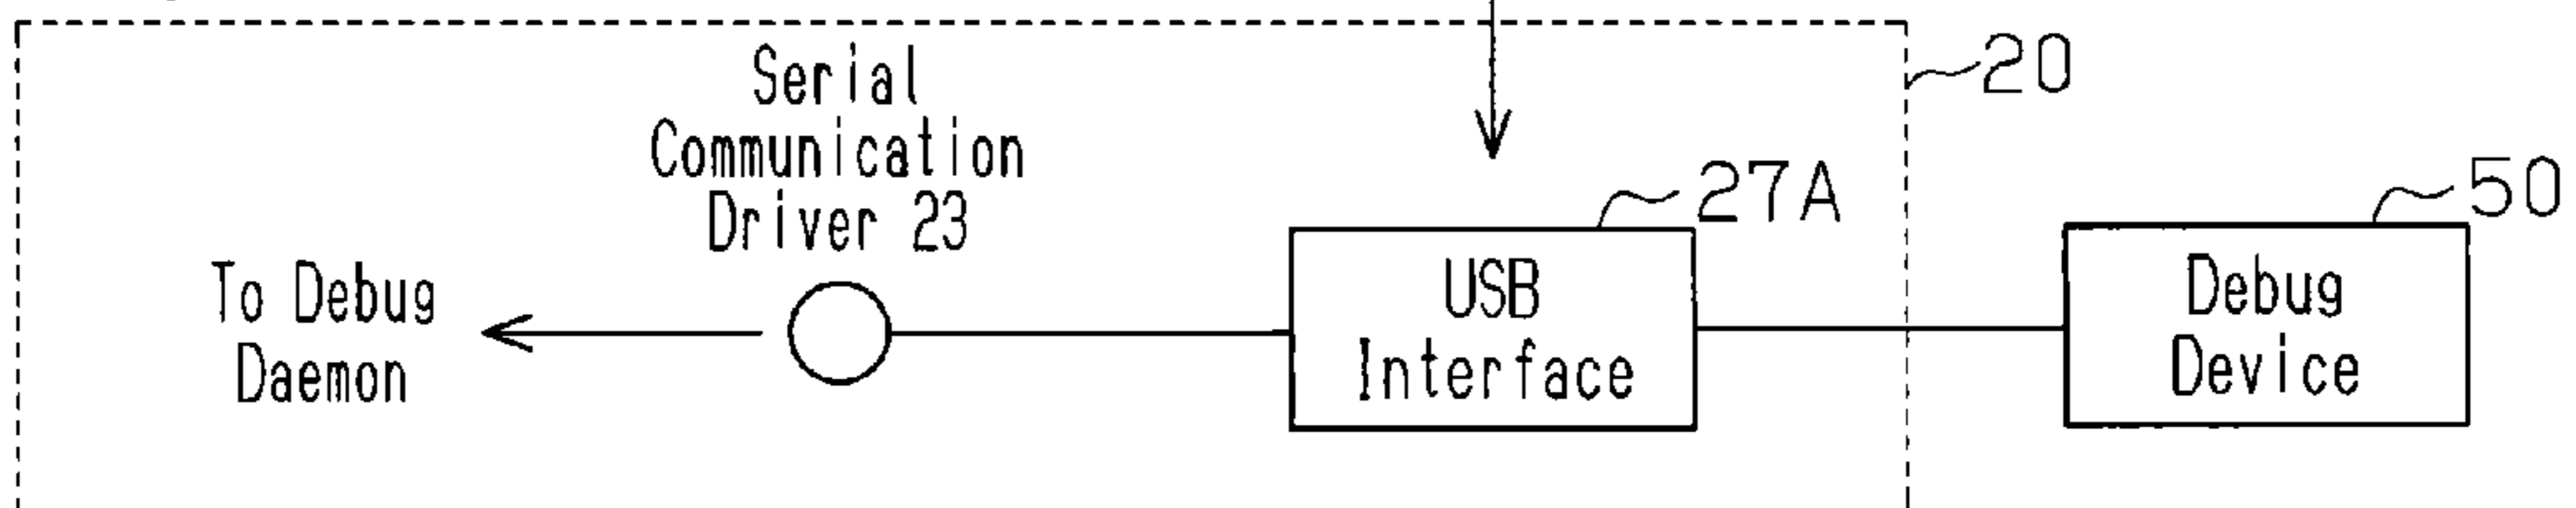 20
Serial
Communication
Driver 23
27A
50
To Debug
Daemon
USB
Interface
Debug
Device